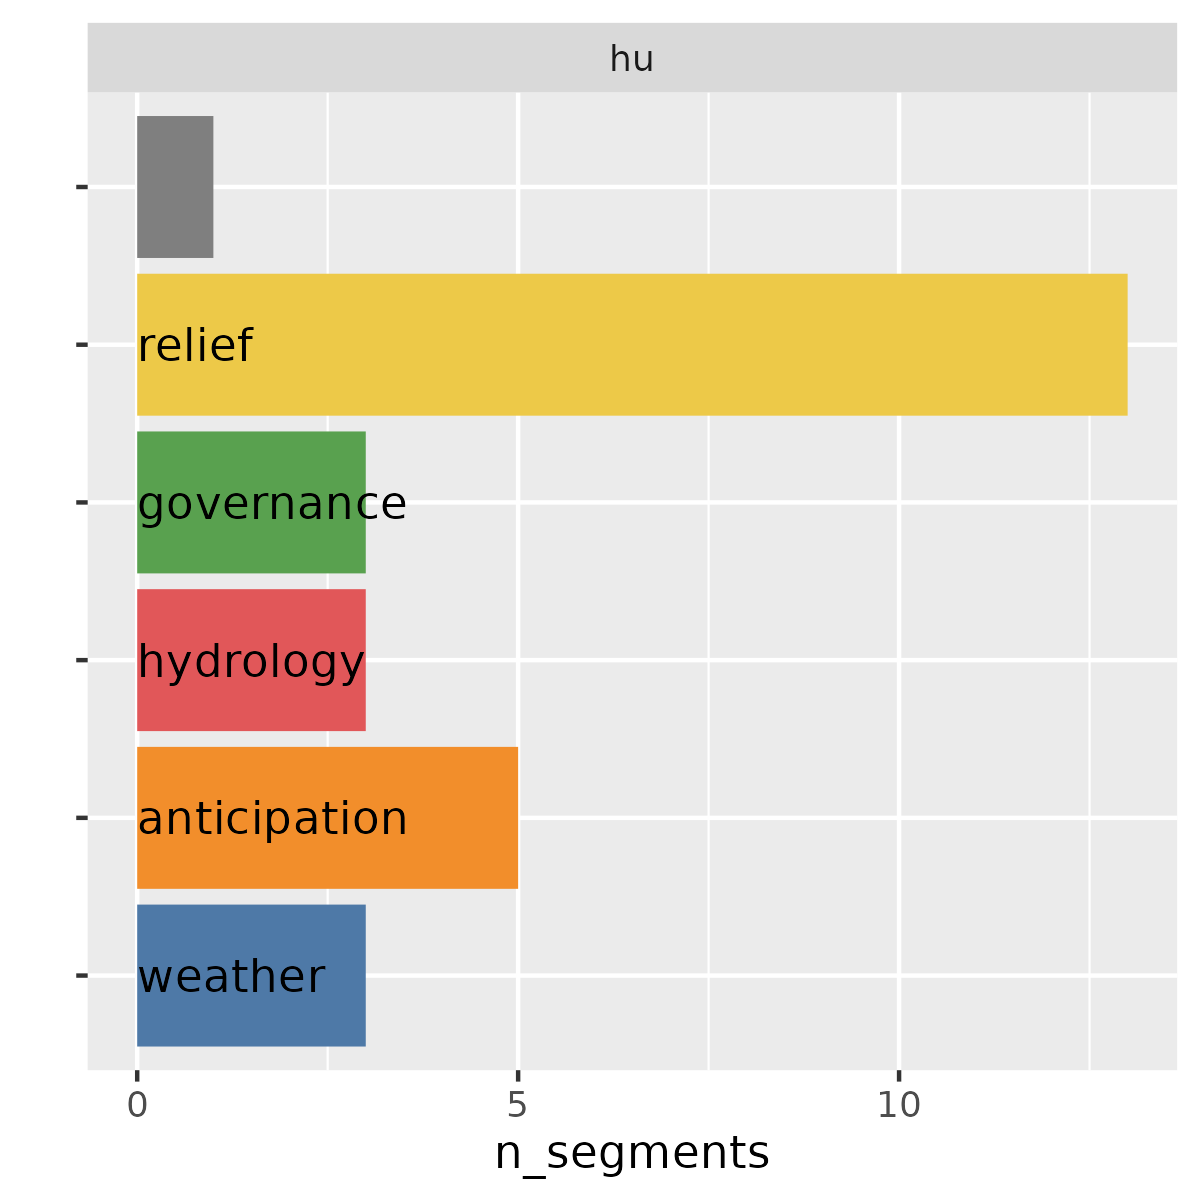 hu
relief
governance
hydrology
anticipation
weather
0 5 10
n_segments